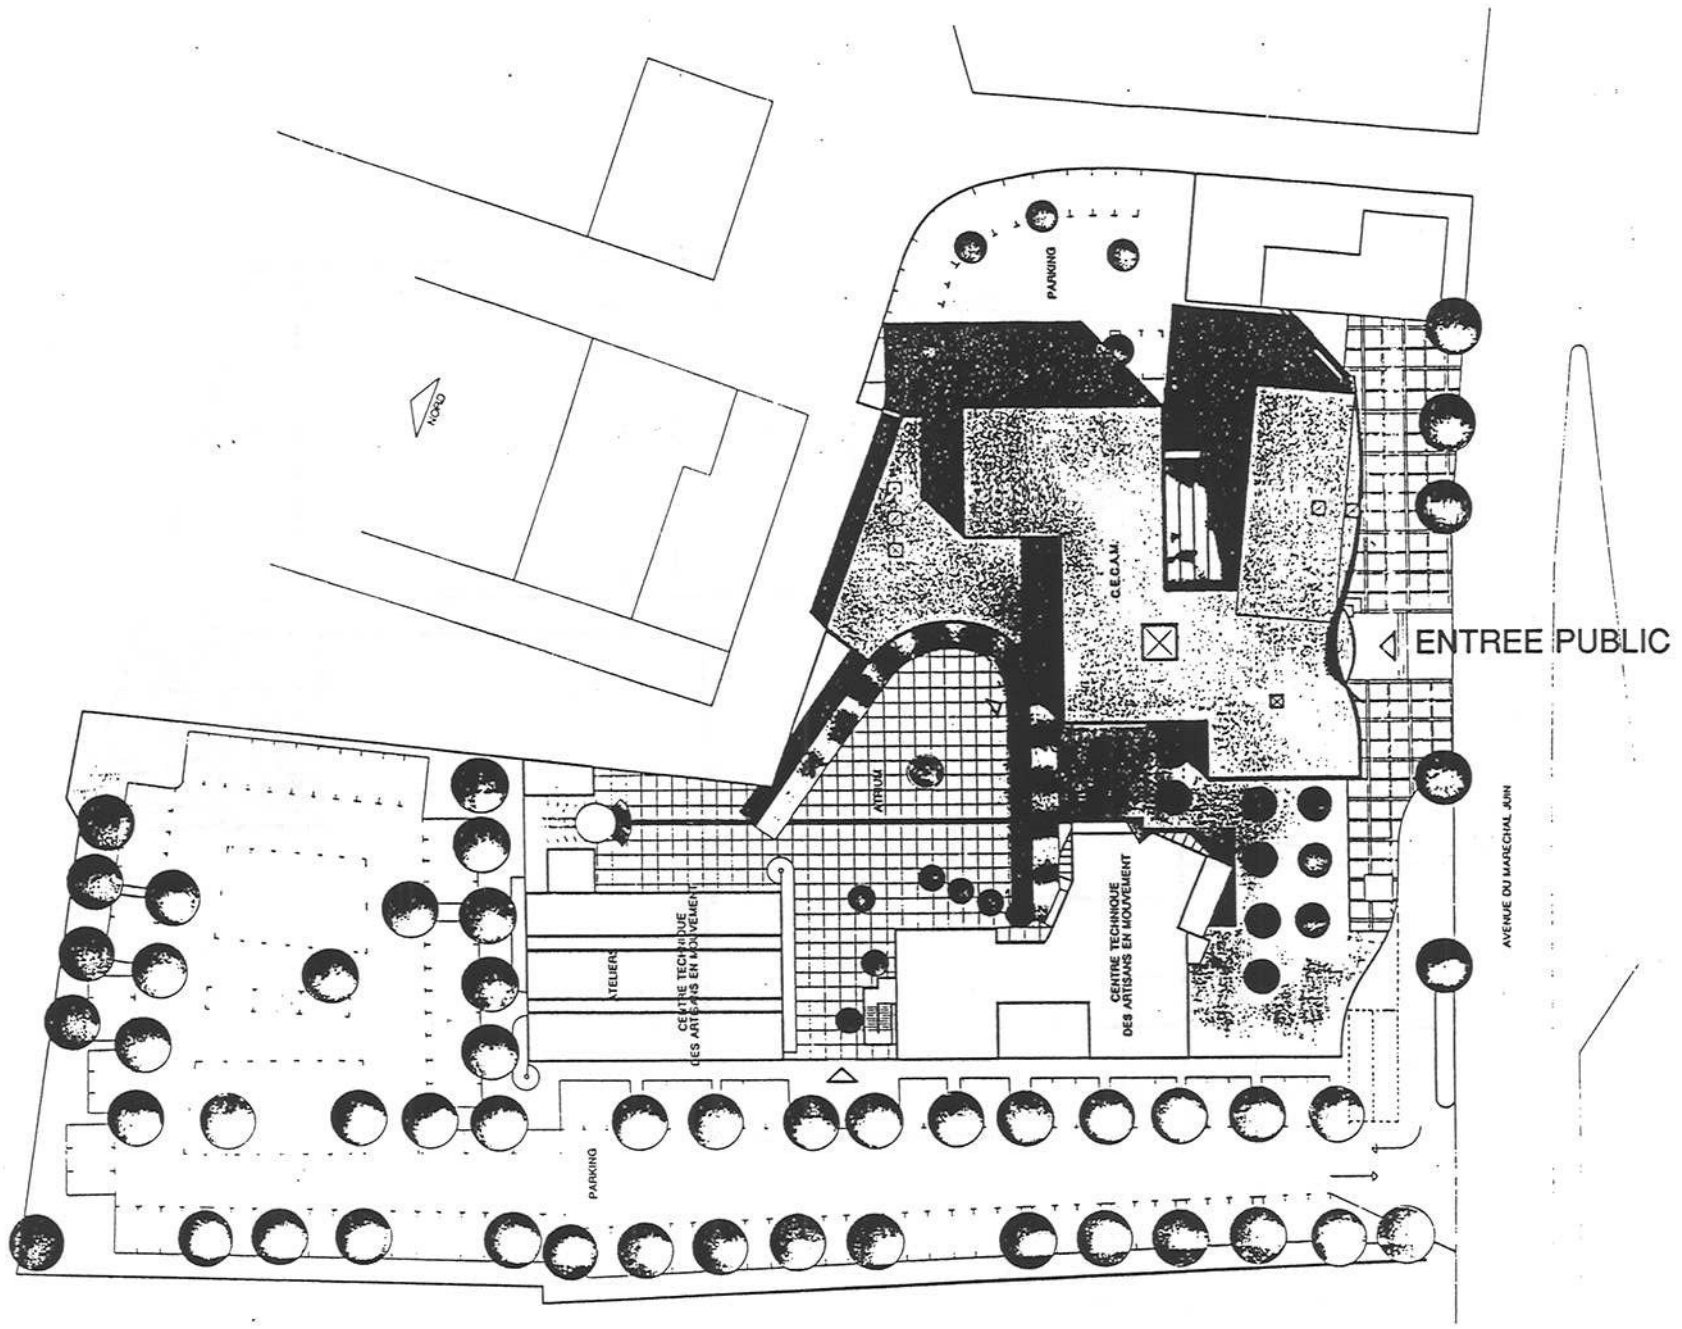 PARKING
NORD
C.E.C.A.M.
ENTREE PUBLIC
ATRIUM
AVENUE DU MARECHAL JUIN
ATELIERS
CENTRE TECHNIQUE
DES ARTISANS EN MOUVEMENT
CENTRE TECHNIQUE
DES ARTISANS EN MOUVEMENT
PARKING